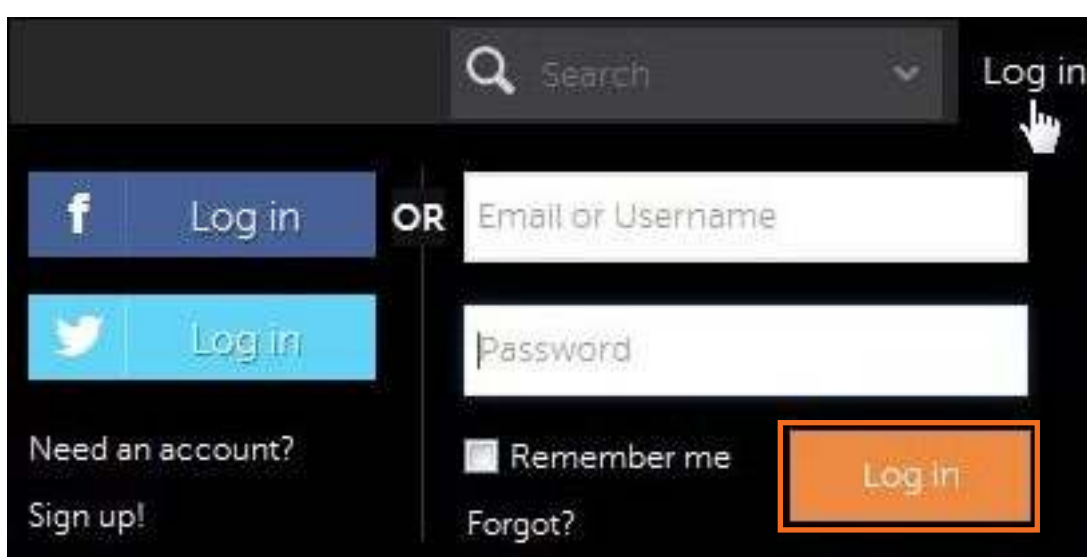 Search
Log in
f Log in
OR
Email or Username
Log in
Password
Need an account?
Remember me
Log in
Sign up!
Forgot?